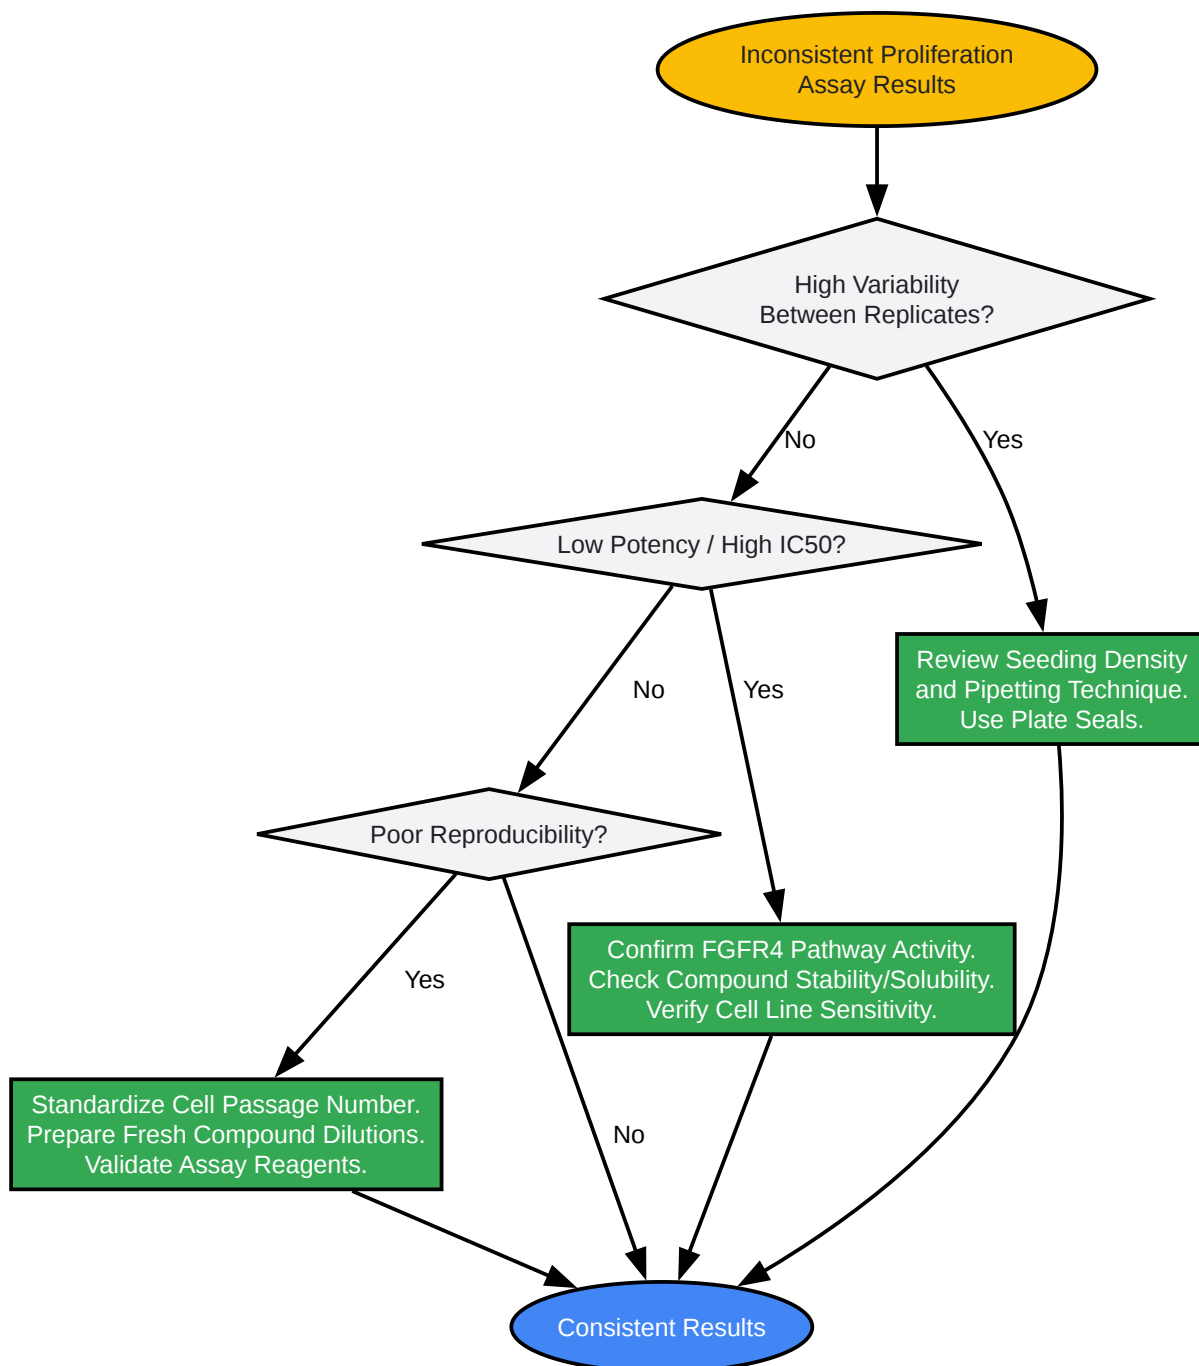 Inconsistent Proliferation
Assay Results
High Variability
Between Replicates?
No
Yes
Low Potency / High IC50?
Review Seeding Density
and Pipetting Technique.
Use Plate Seals.
No
Yes
Poor Reproducibility?
Confirm FGFR4 Pathway Activity.
Check Compound Stability/Solubility.
Verify Cell Line Sensitivity.
Yes
Standardize Cell Passage Number.
Prepare Fresh Compound Dilutions.
Validate Assay Reagents.
No
Consistent Results